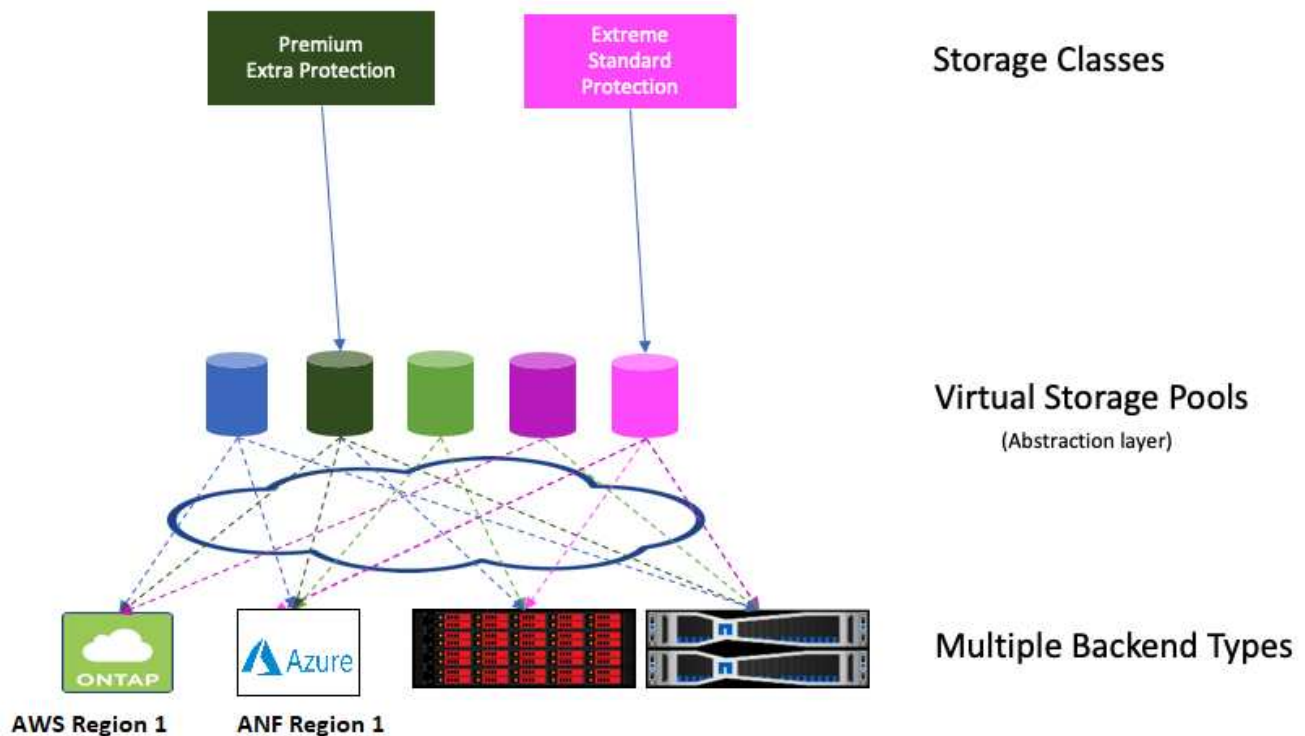 Premium
Extra Protection
Extreme
Standard
Protection
Storage Classes
Virtual Storage Pools
(Abstraction layer)
ONTAP
Azure
Multiple Backend Types
AWS Region 1
ANF Region 1